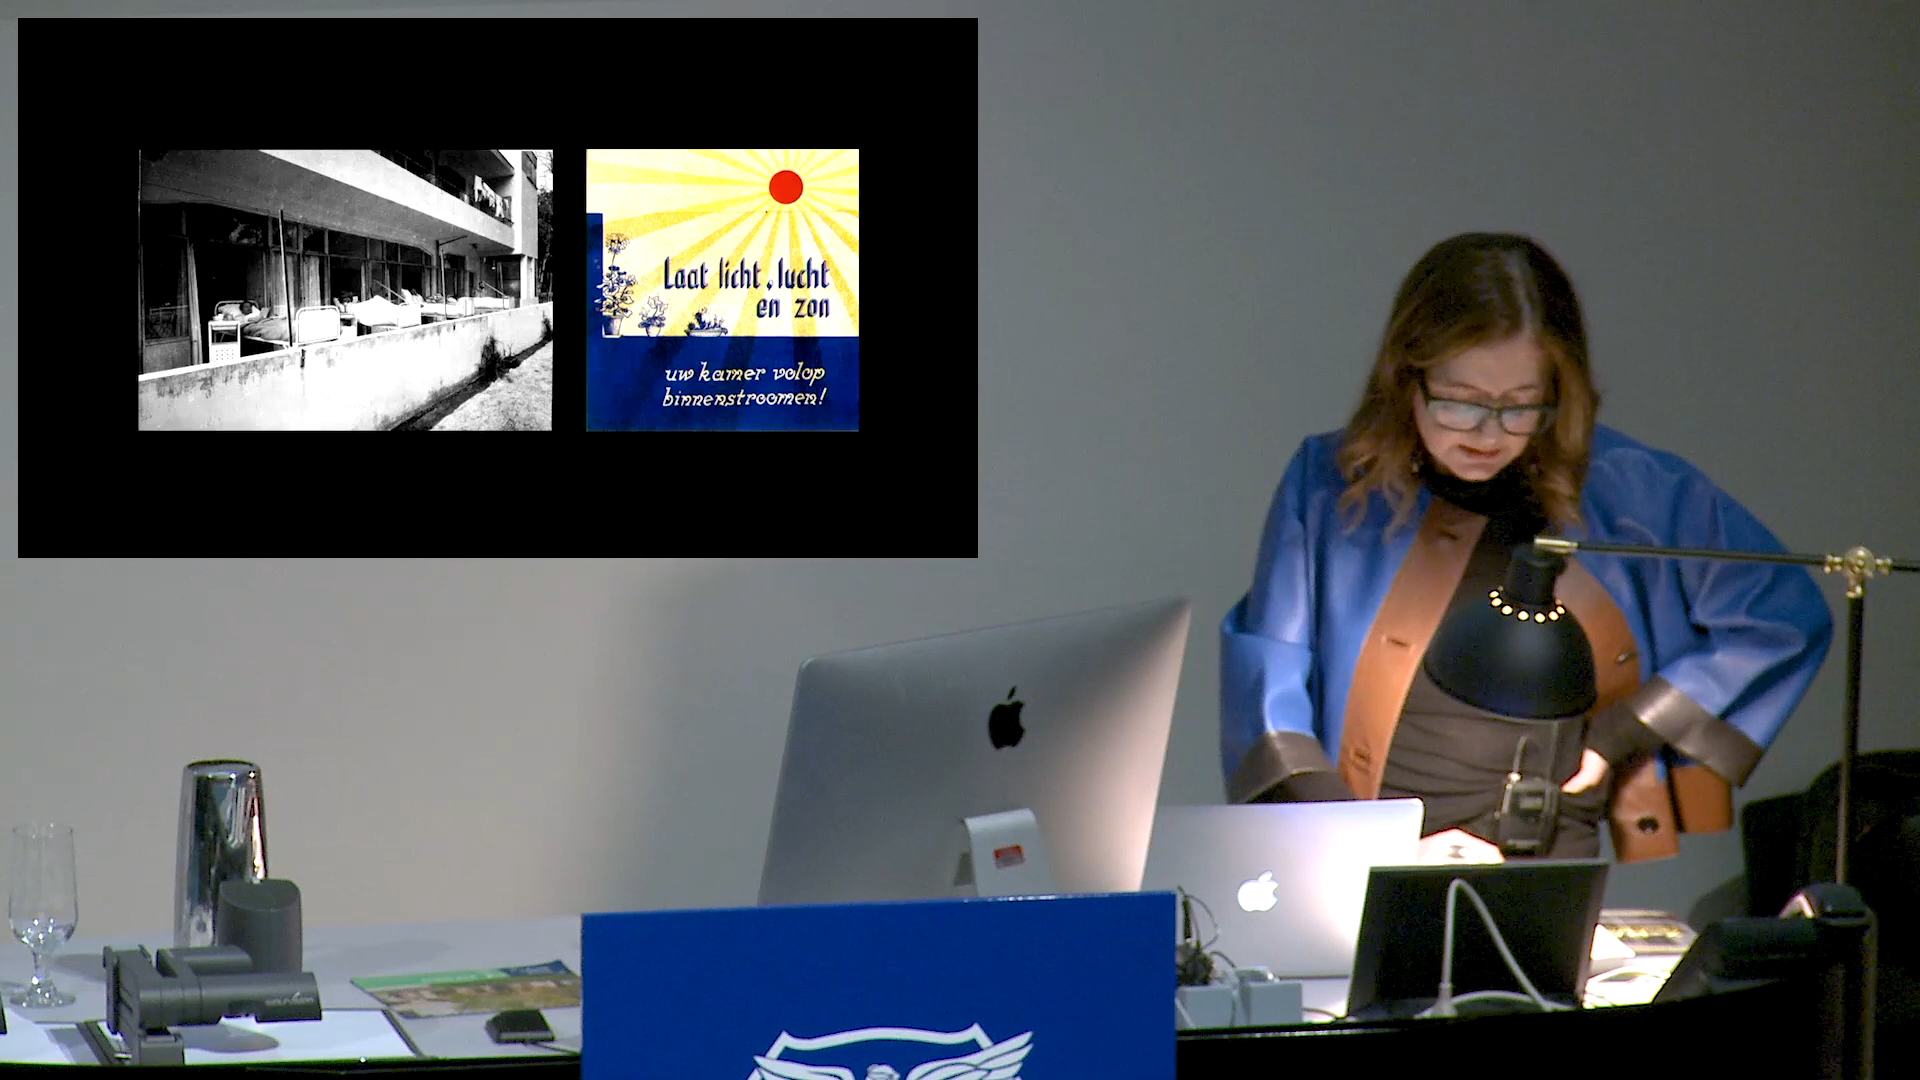 Laat licht, lucht
en zon
uw kamer volop
binnenstroomen!